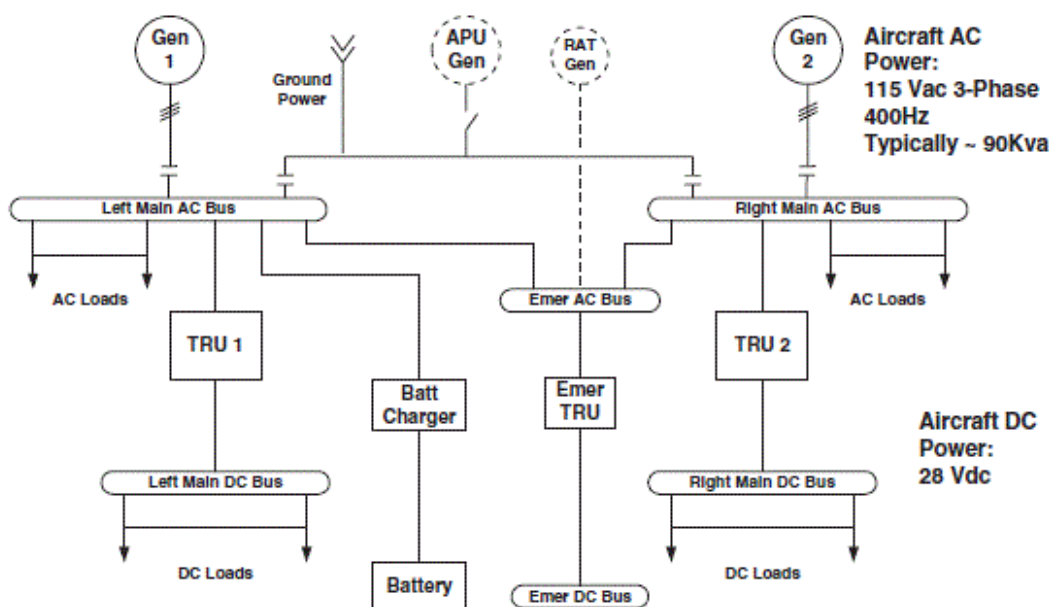 Gen
1
Ground
Power
APU
Gen
RAT
Gen
Gen
2
Aircraft AC
Power:
115 Vac 3-Phase
400Hz
Typically ~ 90Kva
Left Main AC Bus
Right Main AC Bus
AC Loads
Emer AC Bus
AC Loads
TRU 1
TRU 2
Batt
Charger
Emer
TRU
Aircraft DC
Power:
28 Vdc
Left Main DC Bus
Right Main DC Bus
DC Loads
Battery
Emer DC Bus
DC Loads